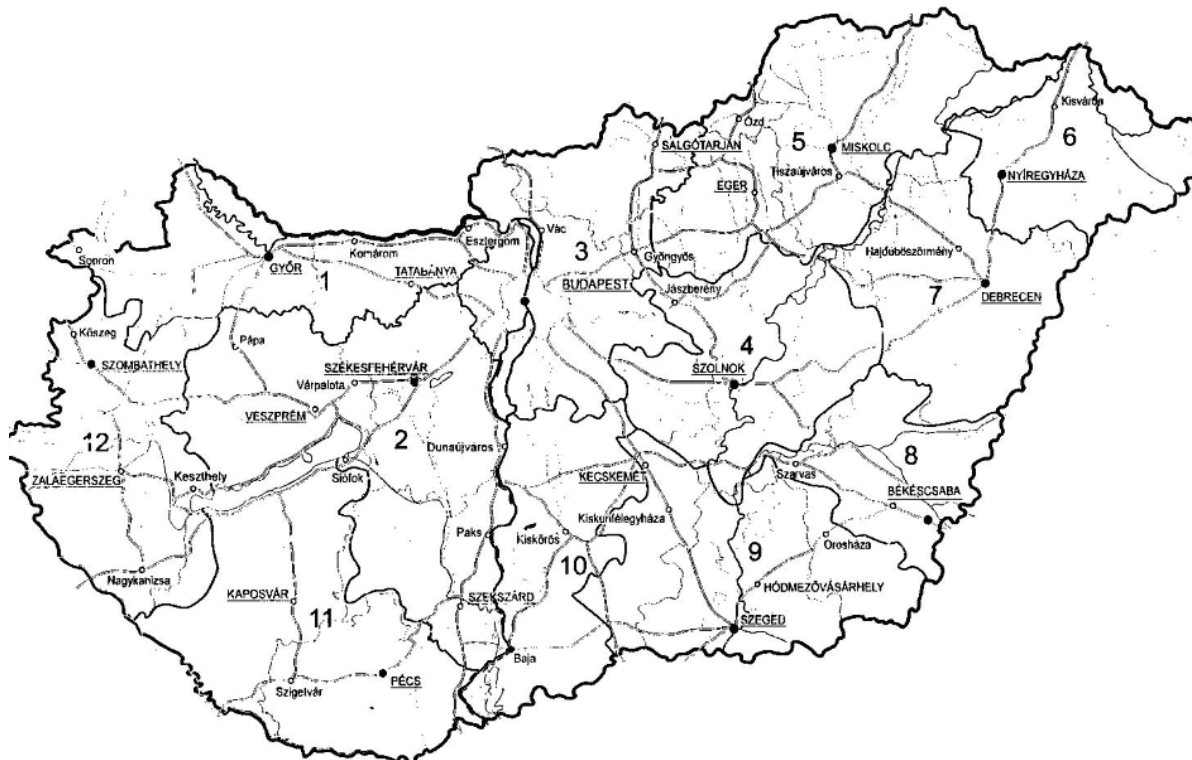 Kisvárda
6
Ózd
5
SALGÓTARJÁN
MISKOLC
EGER
Tiszaújváros
NYÍREGYHÁZA
Esztergom
Vác
3
Sopron
Komárom
Gyöngyös
Hajdúböszörmény
GYŐR
1
TATABÁNYA
BUDAPEST
Jászberény
7
DEBRECEN
Kőszeg
Pápa
4
SZOMBATHELY
SZÉKESFEHÉRVÁR
SZOLNOK
Várpalota
VESZPRÉM
12
2
Dunaújváros
8
ZALAEGERSZEG
Keszthely
Siófok
KECSKEMÉT
Szarvas
BÉKÉSCSABA
Kiskunfélegyháza
Paks
Kiskőrös
Orosháza
9
10
Nagykanizsa
KAPOSVÁR
11
SZEKSZÁRD
HÓDMEZŐVÁSÁRHELY
SZEGED
Baja
Szigetvár
PÉCS